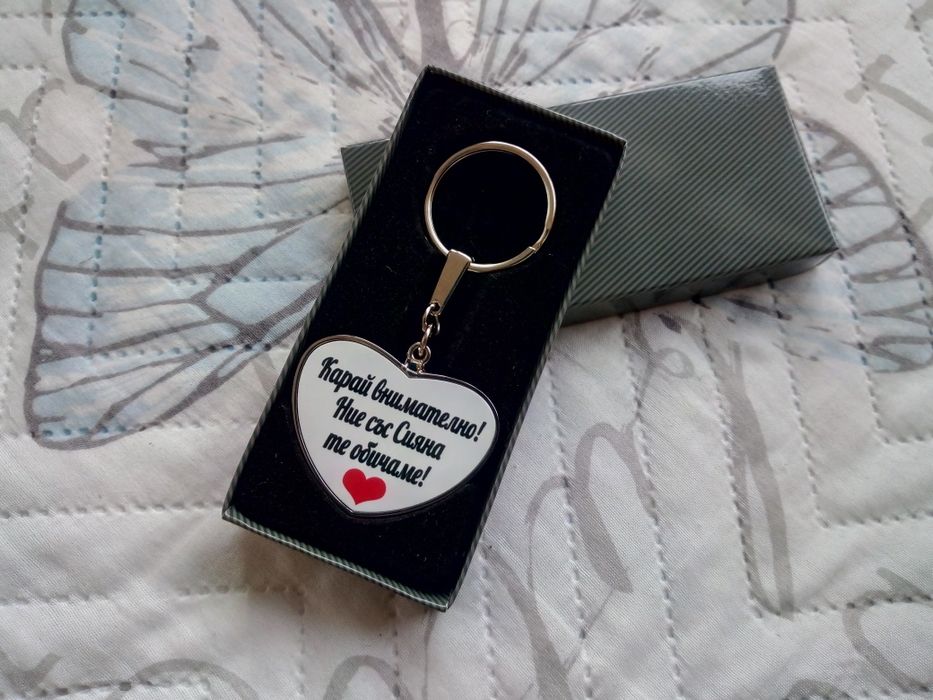 Карай внимателно!
Ние със Сияна
те обичаме!